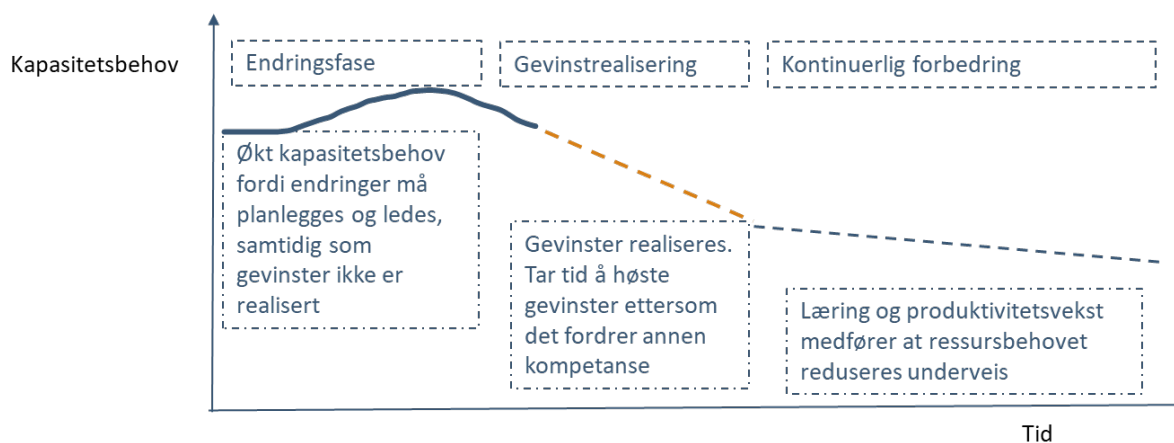 Kapasitetsbehov
Endringsfase
Gevinstrealisering
Kontinuerlig forbedring
Økt kapasitetsbehov
fordi endringer må
planlegges og ledes,
samtidig som
gevinster ikke er
realisert
Gevinster realiseres.
Tar tid å høste
gevinster ettersom
det fordrer annen
kompetanse
Læring og produktivitetsvekst
medfører at ressursbehovet
reduseres underveis
Tid